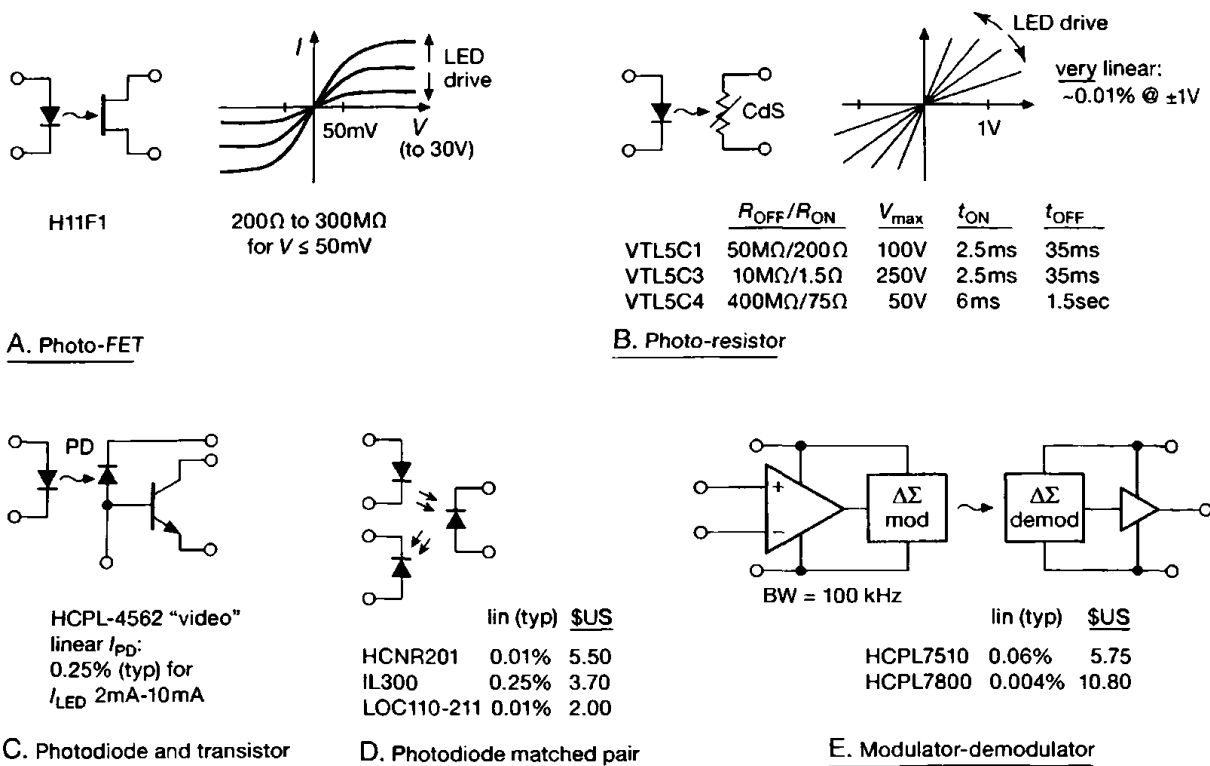 I
LED
drive
50mV
V
(to 30V)
H11F1
200Ω to 300MΩ
for V ≤ 50mV
A. Photo-FET
LED drive
very linear:
~0.01% @ ±1V
CdS
1V
R_OFF/R_ON V_max t_ON t_OFF
VTL5C1 50MΩ/200Ω 100V 2.5ms 35ms
VTL5C3 10MΩ/1.5Ω 250V 2.5ms 35ms
VTL5C4 400MΩ/75Ω 50V 6ms 1.5sec
B. Photo-resistor
PD
HCPL-4562 “video”
linear I_PD:
0.25% (typ) for
I_LED 2mA-10mA
C. Photodiode and transistor
lin (typ) $US
HCNR201 0.01% 5.50
IL300 0.25% 3.70
LOC110-211 0.01% 2.00
D. Photodiode matched pair
+
−
ΔΣ
mod
ΔΣ
demod
BW = 100 kHz
lin (typ) $US
HCPL7510 0.06% 5.75
HCPL7800 0.004% 10.80
E. Modulator-demodulator